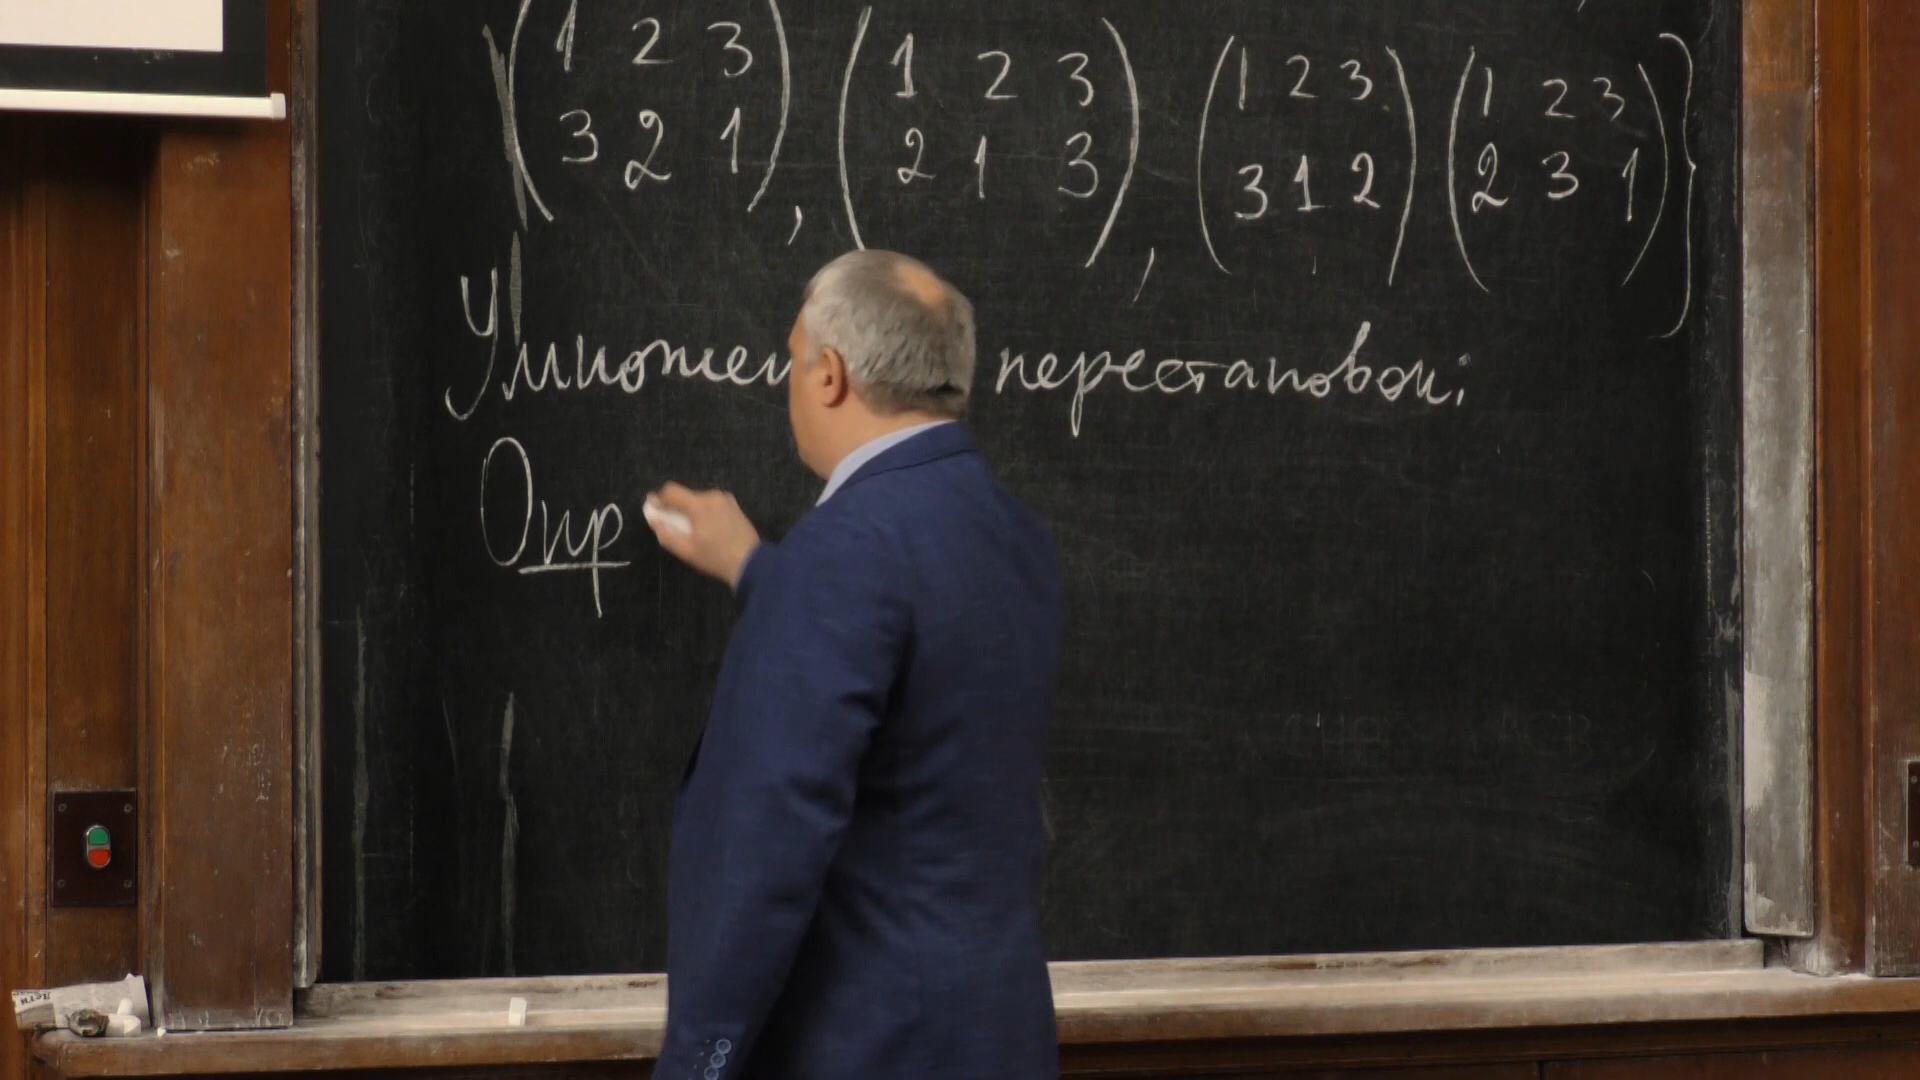 (1 2 3 / 3 2 1), (1 2 3 / 2 1 3), (1 2 3 / 3 1 2) (1 2 3 / 2 3 1)}
Умножен перестановок:
Опр